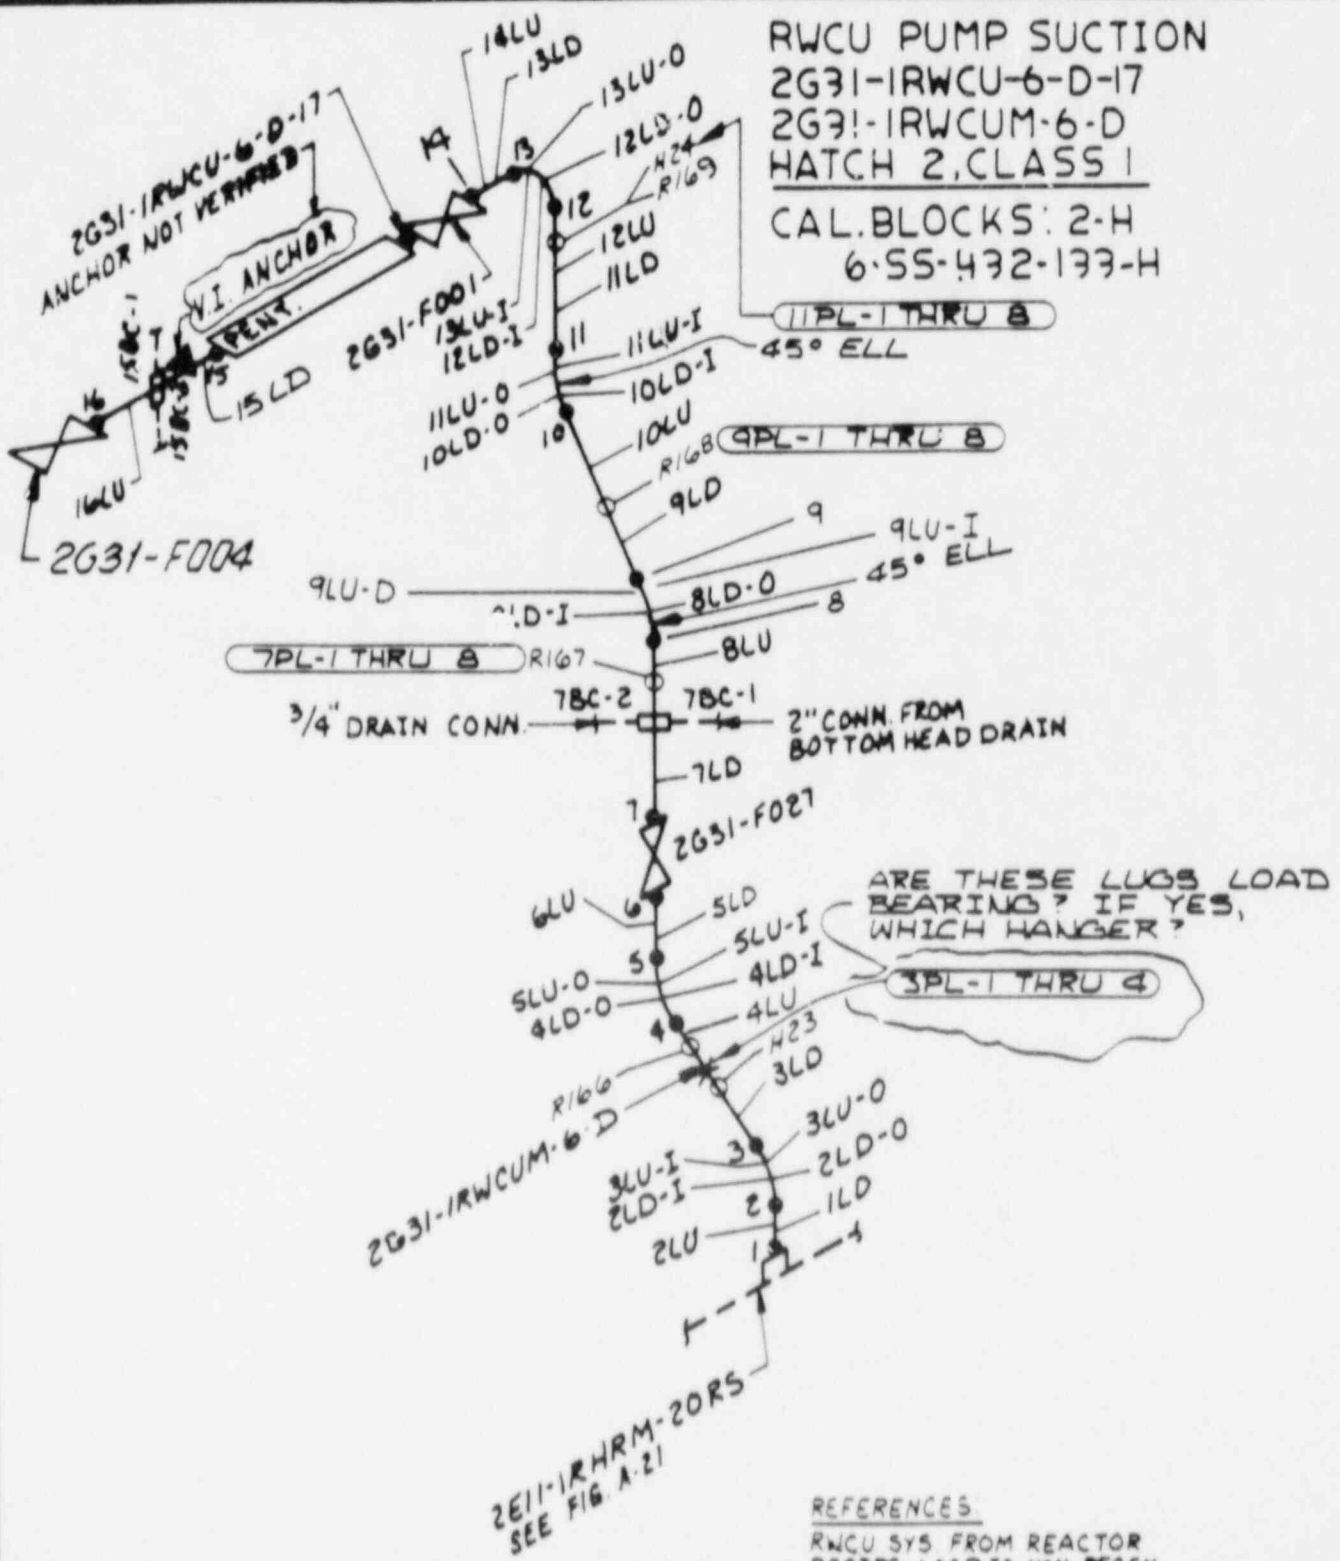 RWCU PUMP SUCTION
2G31-1RWCU-6-D-17
2G31-1RWCUM-6-D
HATCH 2, CLASS 1
CAL. BLOCKS: 2-H
6-SS-432-133-H
14LU
13LD
13LU-O
12LD-O
H24
R169
2G31-1RWCU-6-D-17
ANCHOR NOT VERIFIED
V.I. ANCHOR
PENT.
14
13
12
12LU
11LD
11PL-1 THRU 8
2G31-F001
13LU-I
12LD-I
11
11LU-I
45° ELL
15BC-1
15
15LD
11LU-O
10LD-O
10LD-I
10
16
16LU
2G31-F004
10LU
R168
9PL-1 THRU 8
9LD
9
9LU-I
45° ELL
9LU-D
LD-I
8LD-O
8
8LU
7PL-1 THRU 8
R167
3/4" DRAIN CONN.
7BC-2
7BC-1
2" CONN. FROM
BOTTOM HEAD DRAIN
7LD
7
2G31-F027
6
6LU
5LD
ARE THESE LUGS LOAD
BEARING? IF YES,
WHICH HANGER?
3PL-1 THRU 4
5
5LU-I
5LU-O
4LD-I
4LD-O
4LU
4
H23
R166
3LD
2G31-1RWCUM-6-D
3
3LU-O
3LU-I
2LD-O
2LD-I
2
1LD
2LU
1
2E11-1RHRM-20RS
SEE FIG. A-21
REFERENCES
RWCU SYS FROM REACTOR